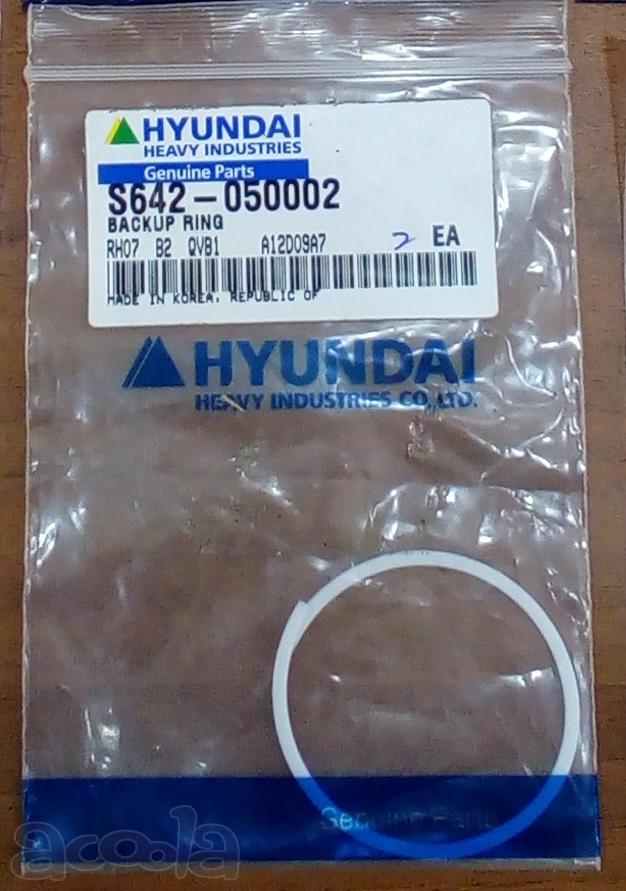 HYUNDAI
HEAVY INDUSTRIES
Genuine Parts
S642-050002
BACKUP RING
RH07 B2 QVB1 A12D09A7 2 EA
MADE IN KOREA, REPUBLIC OF
HYUNDAI
HEAVY INDUSTRIES CO.,LTD.
Genuine Parts
acoola